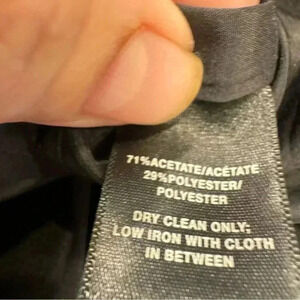 71%ACETATE/ACÉTATE
29%POLYESTER/
POLYESTER
DRY CLEAN ONLY;
LOW IRON WITH CLOTH
IN BETWEEN